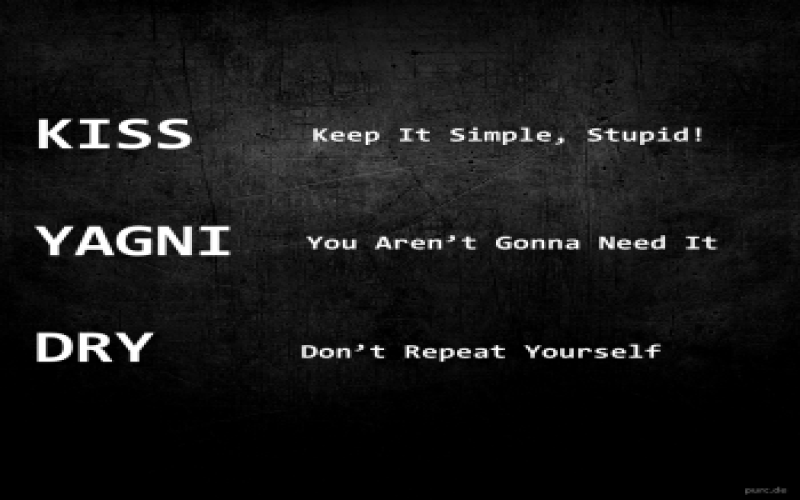 KISS Keep It Simple, Stupid!
YAGNI You Aren't Gonna Need It
DRY Don't Repeat Yourself
purc.de